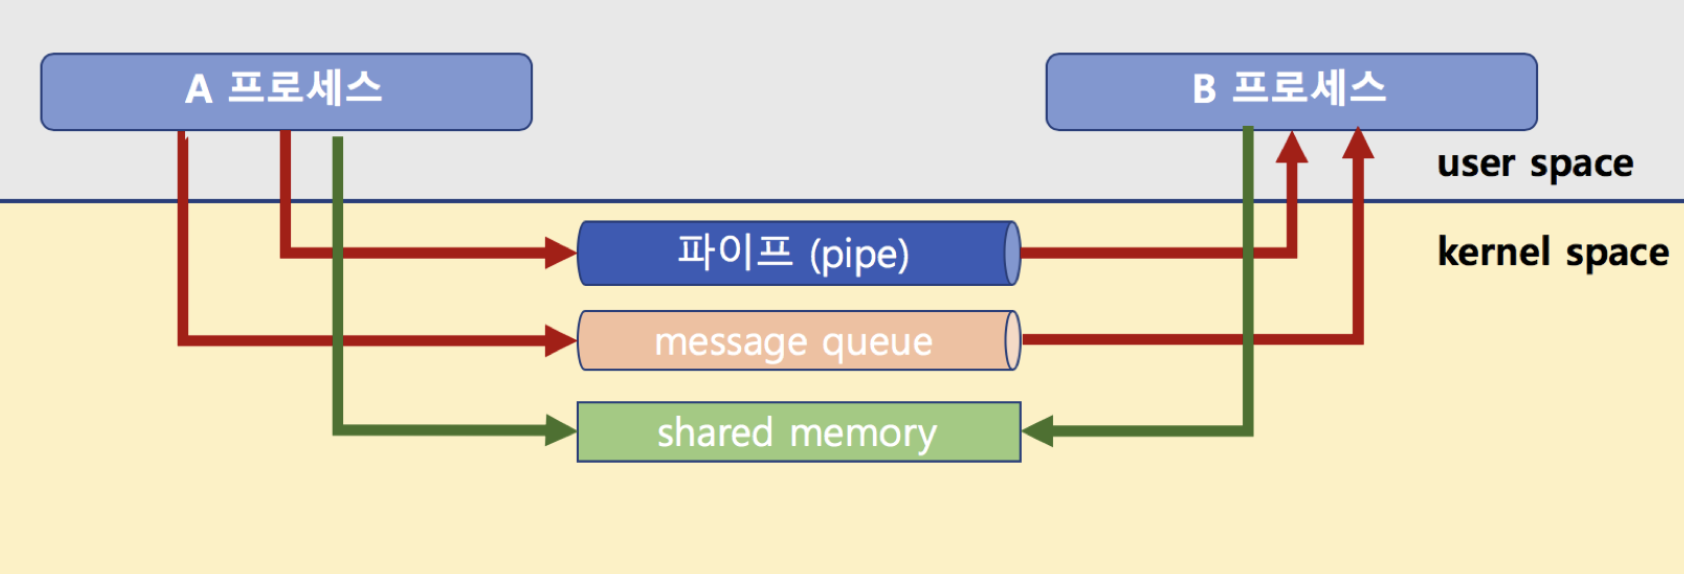 A 프로세스
B 프로세스
user space
kernel space
파이프 (pipe)
message queue
shared memory